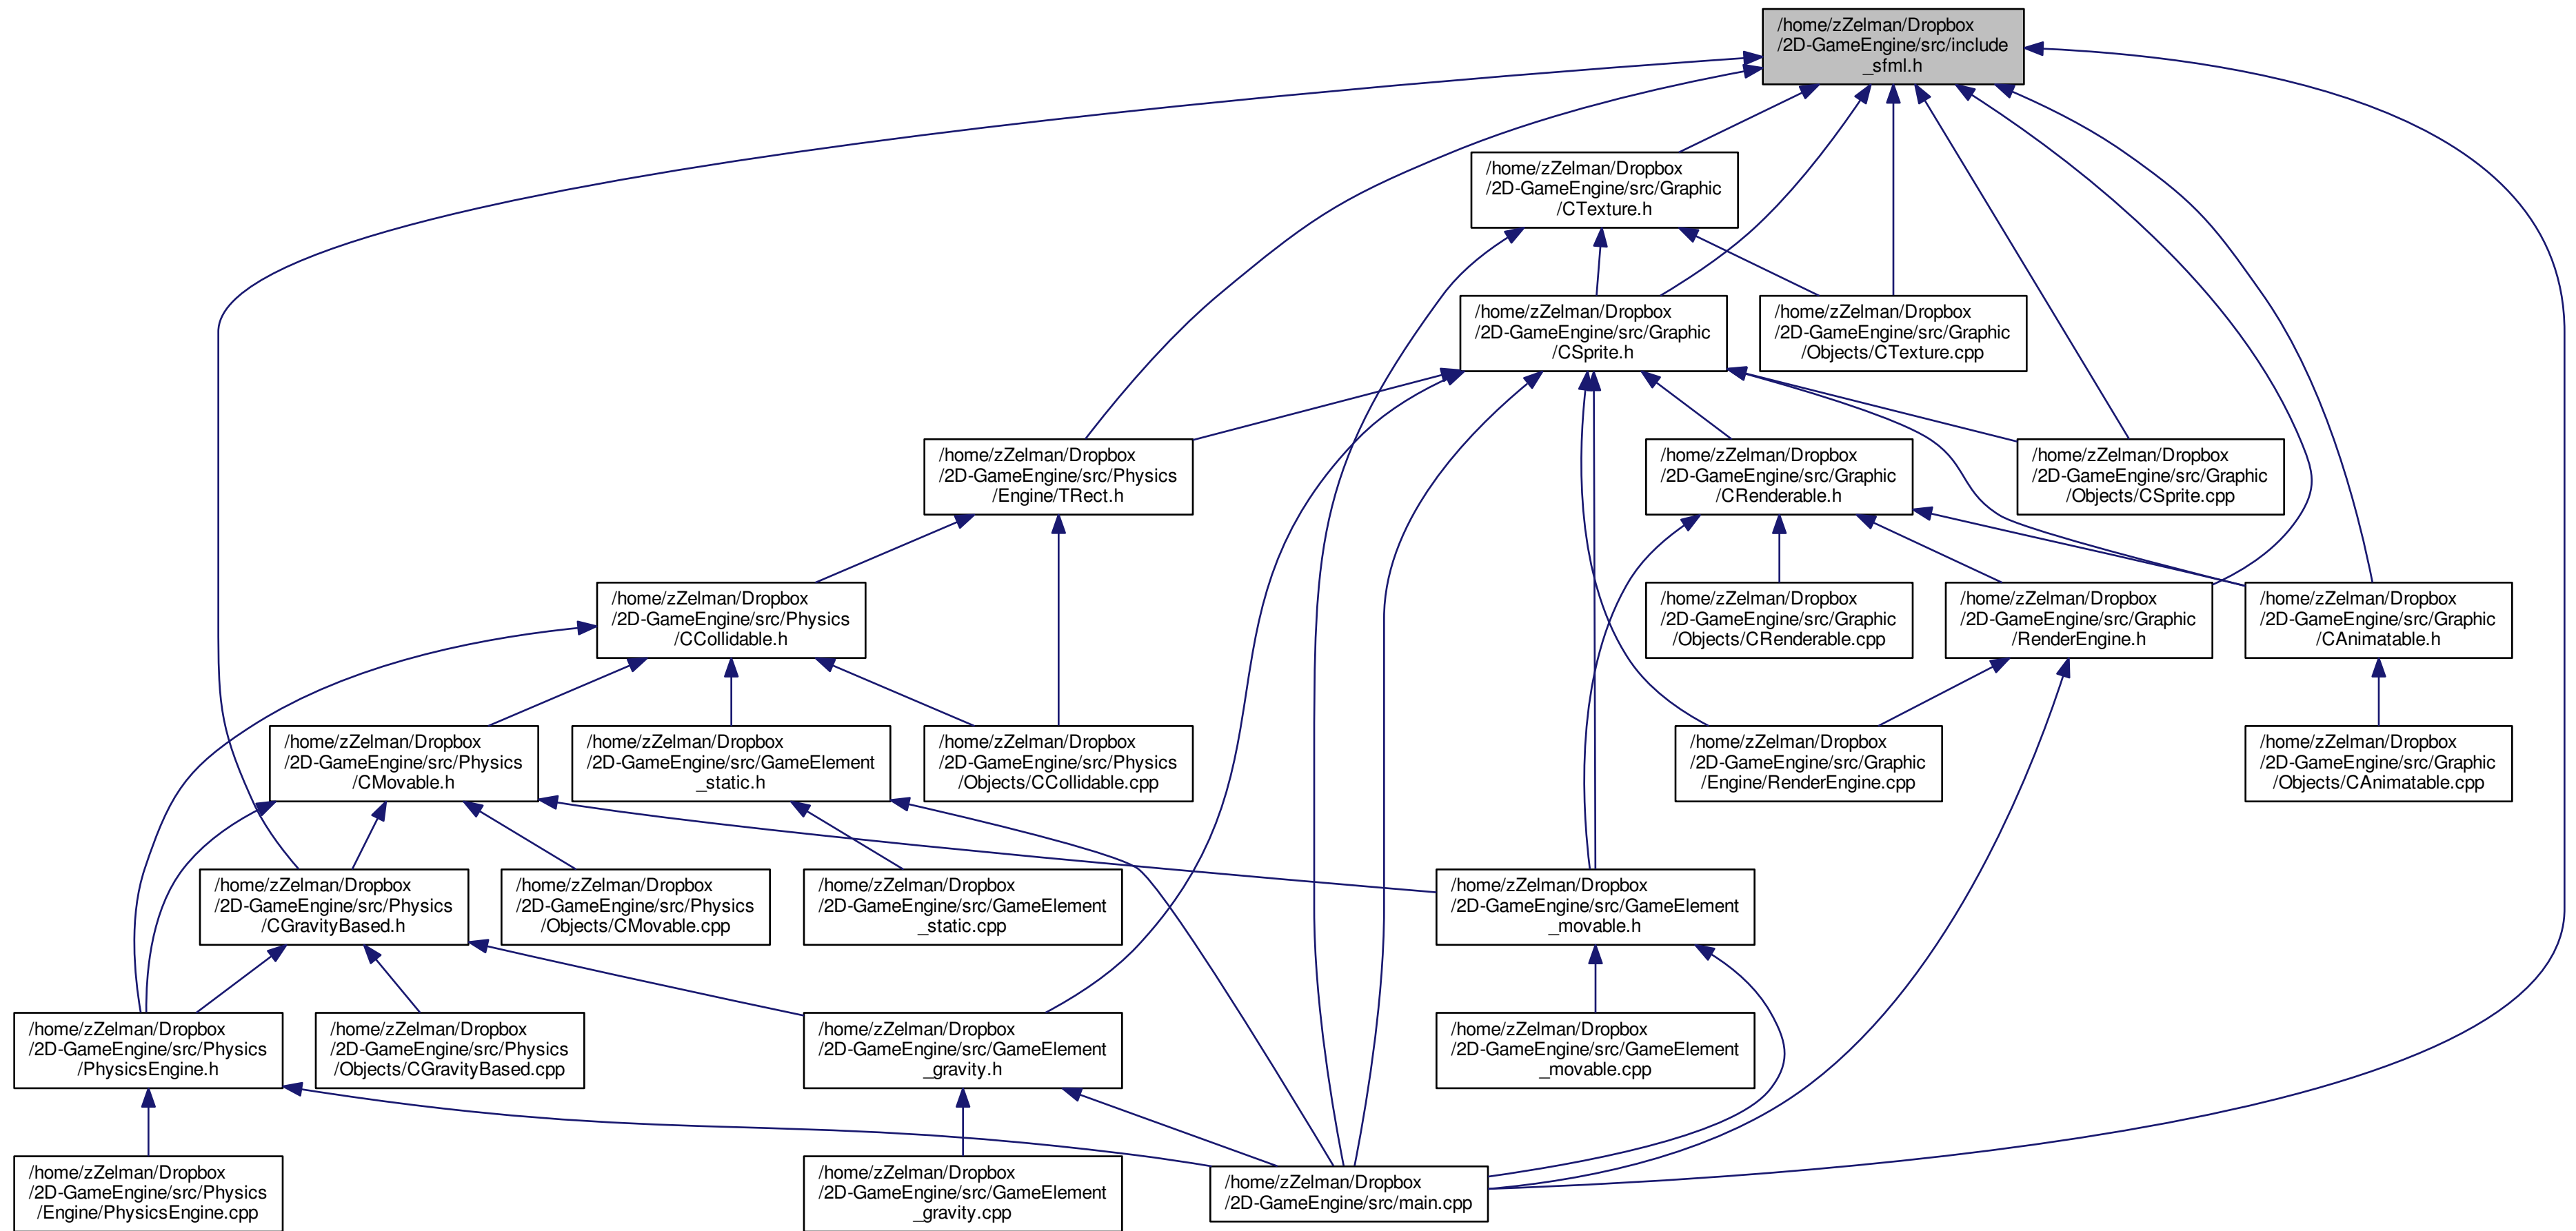 /home/zZelman/Dropbox
/2D-GameEngine/src/include
_sfml.h
/home/zZelman/Dropbox
/2D-GameEngine/src/Graphic
/CTexture.h
/home/zZelman/Dropbox
/2D-GameEngine/src/Graphic
/CSprite.h
/home/zZelman/Dropbox
/2D-GameEngine/src/Graphic
/Objects/CTexture.cpp
/home/zZelman/Dropbox
/2D-GameEngine/src/Physics
/Engine/TRect.h
/home/zZelman/Dropbox
/2D-GameEngine/src/Graphic
/CRenderable.h
/home/zZelman/Dropbox
/2D-GameEngine/src/Graphic
/Objects/CSprite.cpp
/home/zZelman/Dropbox
/2D-GameEngine/src/Physics
/CCollidable.h
/home/zZelman/Dropbox
/2D-GameEngine/src/Graphic
/Objects/CRenderable.cpp
/home/zZelman/Dropbox
/2D-GameEngine/src/Graphic
/RenderEngine.h
/home/zZelman/Dropbox
/2D-GameEngine/src/Graphic
/CAnimatable.h
/home/zZelman/Dropbox
/2D-GameEngine/src/Physics
/CMovable.h
/home/zZelman/Dropbox
/2D-GameEngine/src/GameElement
_static.h
/home/zZelman/Dropbox
/2D-GameEngine/src/Physics
/Objects/CCollidable.cpp
/home/zZelman/Dropbox
/2D-GameEngine/src/Graphic
/Engine/RenderEngine.cpp
/home/zZelman/Dropbox
/2D-GameEngine/src/Graphic
/Objects/CAnimatable.cpp
/home/zZelman/Dropbox
/2D-GameEngine/src/Physics
/CGravityBased.h
/home/zZelman/Dropbox
/2D-GameEngine/src/Physics
/Objects/CMovable.cpp
/home/zZelman/Dropbox
/2D-GameEngine/src/GameElement
_static.cpp
/home/zZelman/Dropbox
/2D-GameEngine/src/GameElement
_movable.h
/home/zZelman/Dropbox
/2D-GameEngine/src/Physics
/PhysicsEngine.h
/home/zZelman/Dropbox
/2D-GameEngine/src/Physics
/Objects/CGravityBased.cpp
/home/zZelman/Dropbox
/2D-GameEngine/src/GameElement
_gravity.h
/home/zZelman/Dropbox
/2D-GameEngine/src/GameElement
_movable.cpp
/home/zZelman/Dropbox
/2D-GameEngine/src/Physics
/Engine/PhysicsEngine.cpp
/home/zZelman/Dropbox
/2D-GameEngine/src/GameElement
_gravity.cpp
/home/zZelman/Dropbox
/2D-GameEngine/src/main.cpp